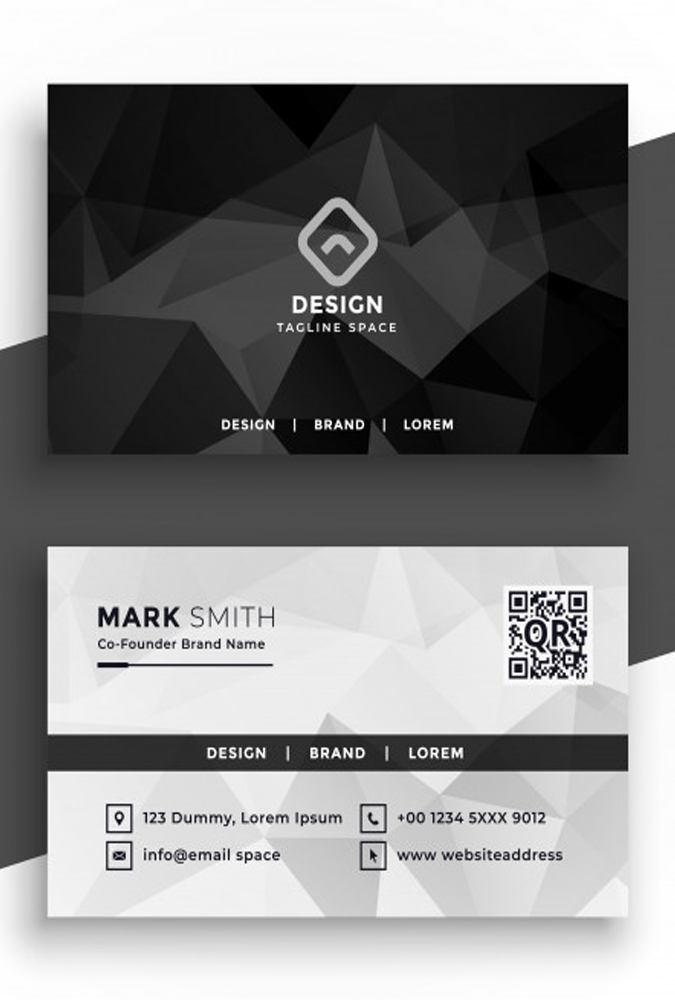 DESIGN
TAGLINE SPACE
DESIGN | BRAND | LOREM
MARK SMITH
Co-Founder Brand Name
QR
DESIGN | BRAND | LOREM
123 Dummy, Lorem Ipsum
+00 1234 5XXX 9012
info@email space
www websiteaddress